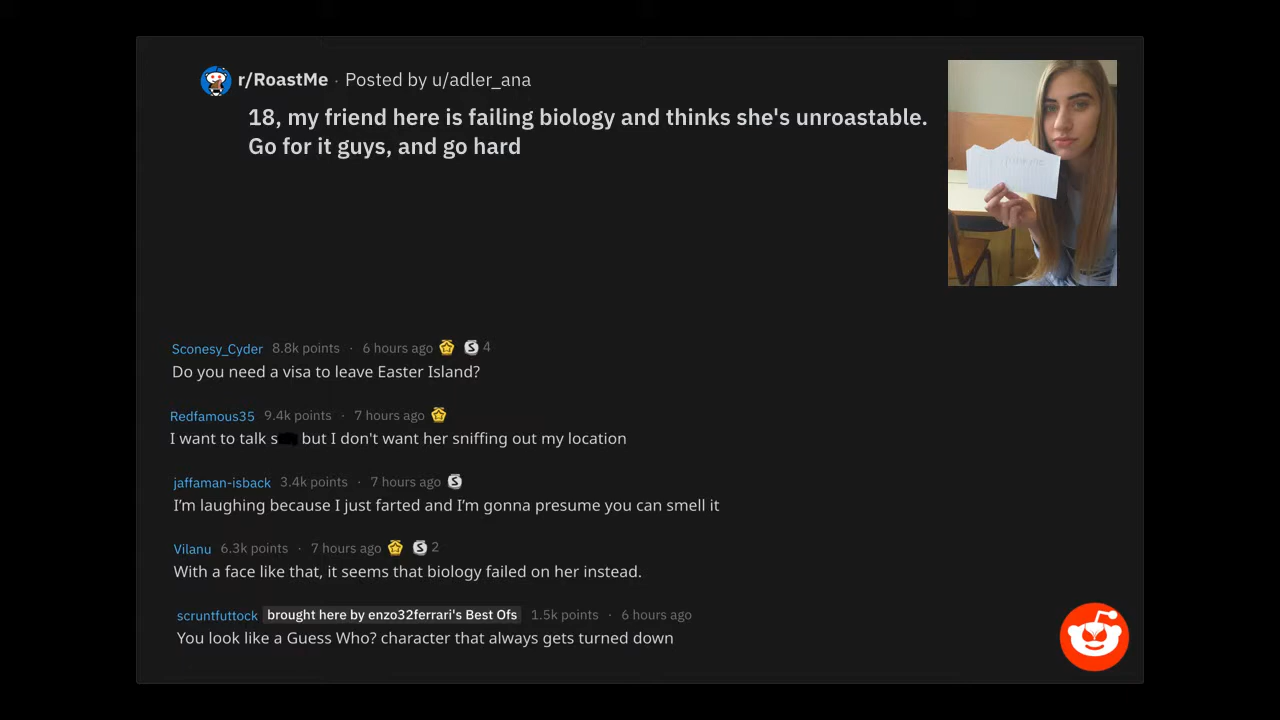 r/RoastMe · Posted by u/adler_ana
18, my friend here is failing biology and thinks she's unroastable.
Go for it guys, and go hard
Sconesy_Cyder 8.8k points · 6 hours ago S 4
Do you need a visa to leave Easter Island?
Redfamous35 9.4k points · 7 hours ago
I want to talk s but I don't want her sniffing out my location
jaffaman-isback 3.4k points · 7 hours ago S
I’m laughing because I just farted and I’m gonna presume you can smell it
Vilanu 6.3k points · 7 hours ago S 2
With a face like that, it seems that biology failed on her instead.
scruntfuttock brought here by enzo32ferrari's Best Ofs 1.5k points · 6 hours ago
You look like a Guess Who? character that always gets turned down